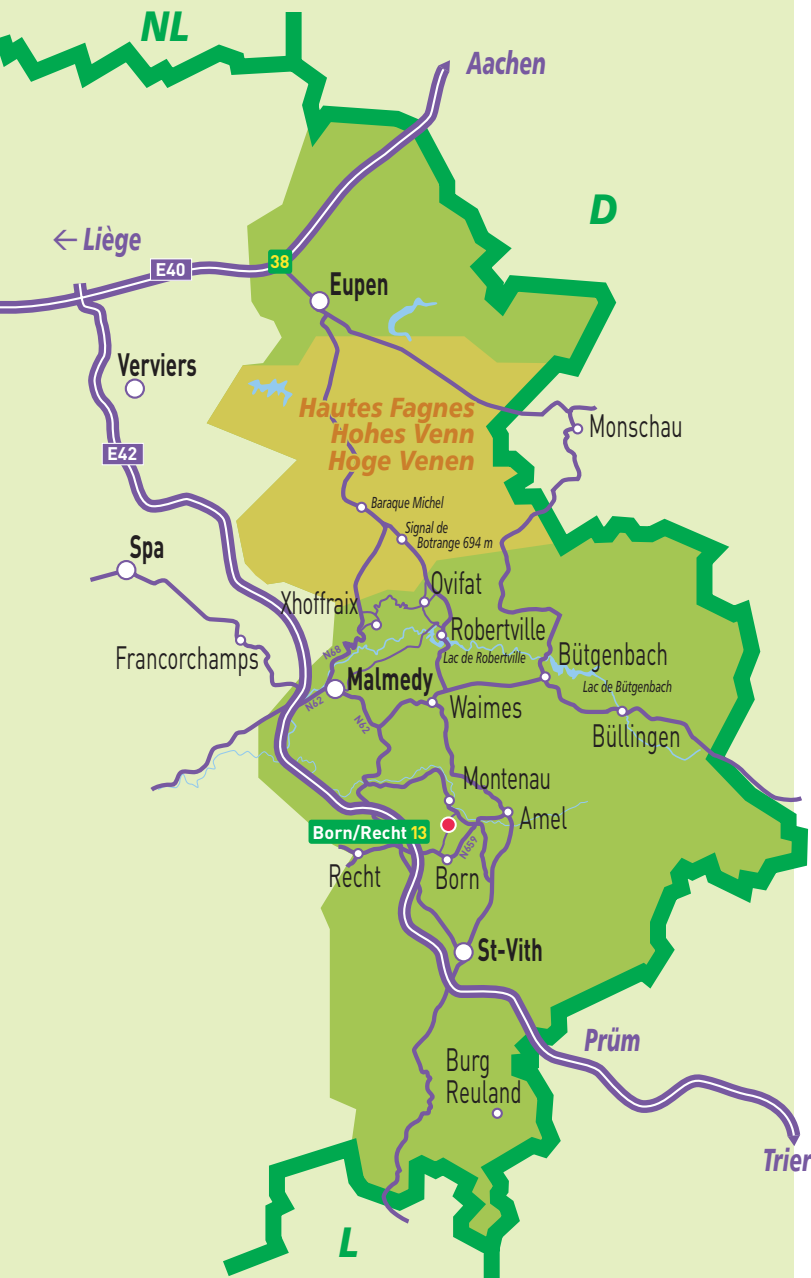 NL
Aachen
D
← Liège
E40
38
Eupen
Verviers
Hautes Fagnes
Hohes Venn
Hoge Venen
Monschau
E42
Baraque Michel
Signal de
Botrange 694 m
Spa
Ovifat
Xhoffraix
Robertville
Francorchamps
N68
Lac de Robertville
Bütgenbach
Malmedy
Lac de Bütgenbach
N62
Waimes
N62
Büllingen
Montenau
Amel
Born/Recht 13
N659
Recht
Born
St-Vith
Prüm
Burg
Reuland
Trier
L